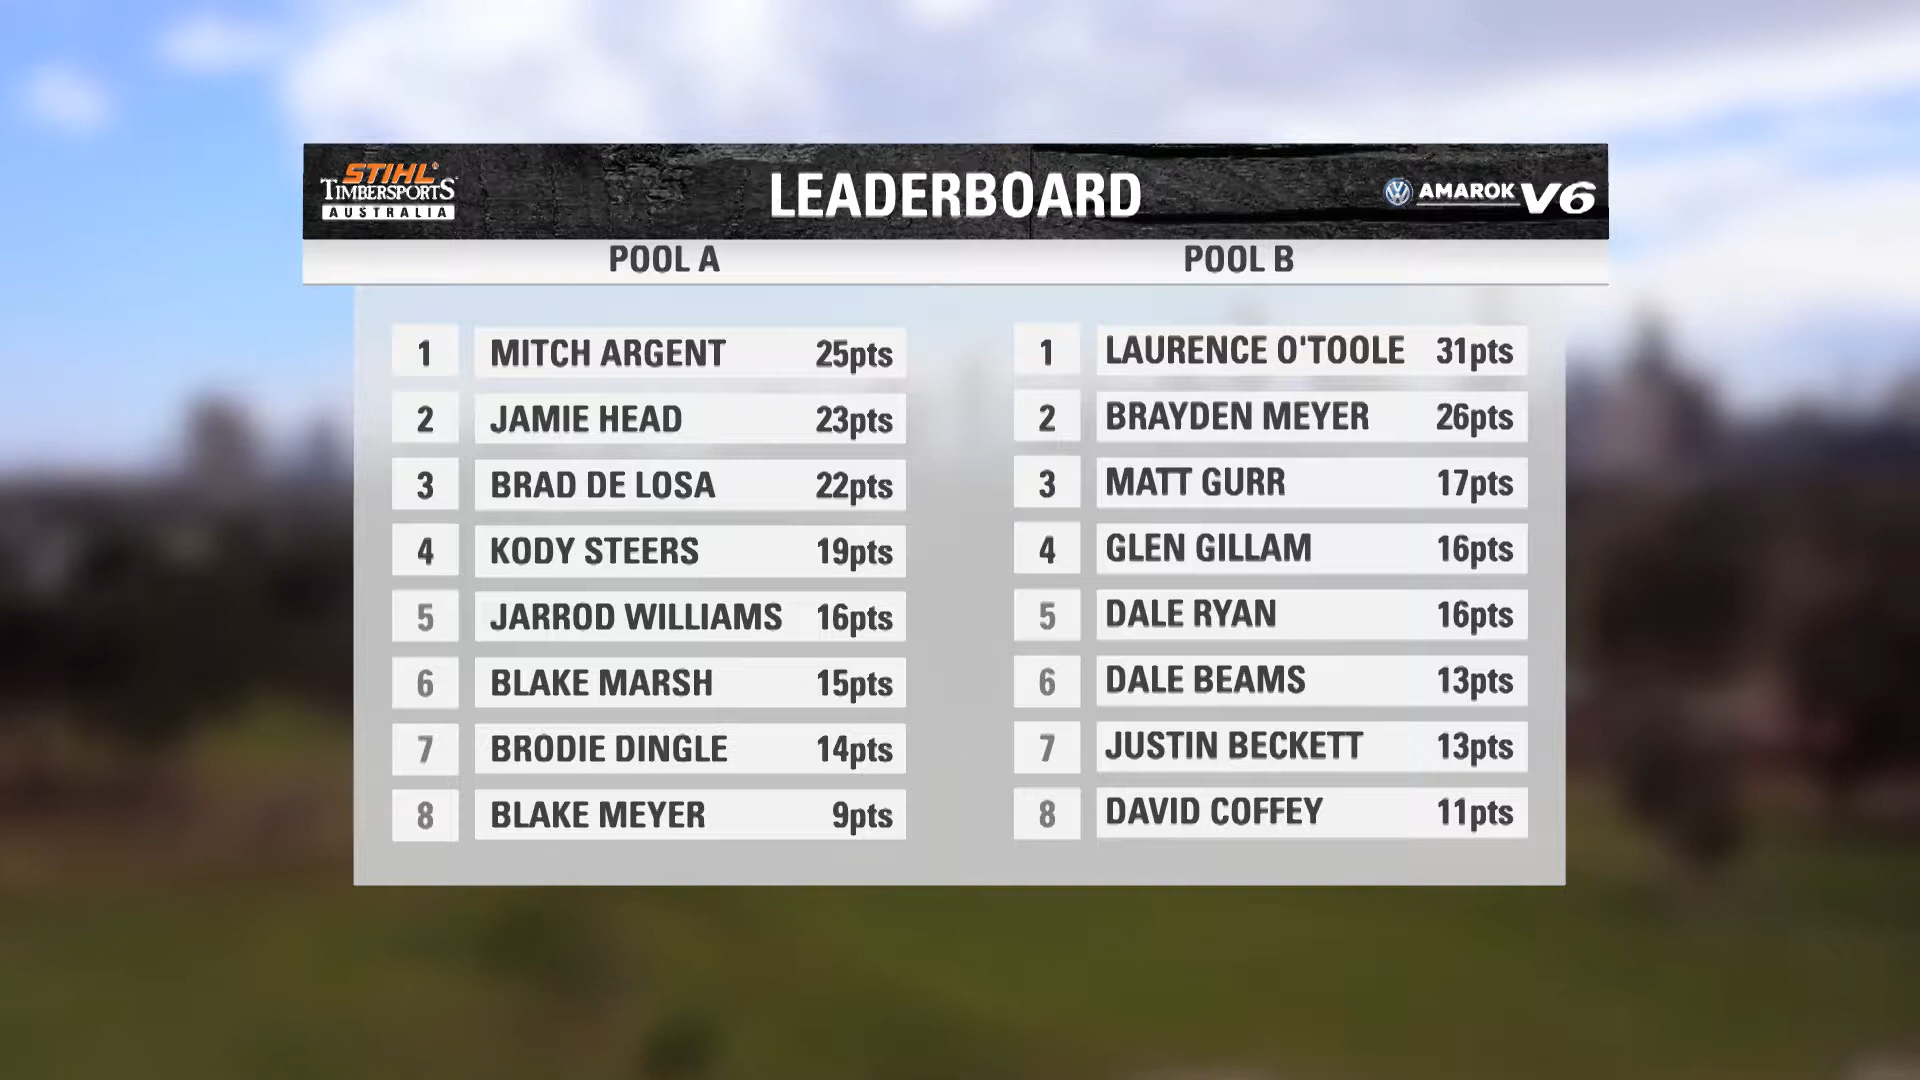 STIHL®
TIMBERSPORTS
AUSTRALIA
LEADERBOARD
AMAROK V6
POOL A
POOL B
1 MITCH ARGENT 25pts
2 JAMIE HEAD 23pts
3 BRAD DE LOSA 22pts
4 KODY STEERS 19pts
5 JARROD WILLIAMS 16pts
6 BLAKE MARSH 15pts
7 BRODIE DINGLE 14pts
8 BLAKE MEYER 9pts
1 LAURENCE O'TOOLE 31pts
2 BRAYDEN MEYER 26pts
3 MATT GURR 17pts
4 GLEN GILLAM 16pts
5 DALE RYAN 16pts
6 DALE BEAMS 13pts
7 JUSTIN BECKETT 13pts
8 DAVID COFFEY 11pts